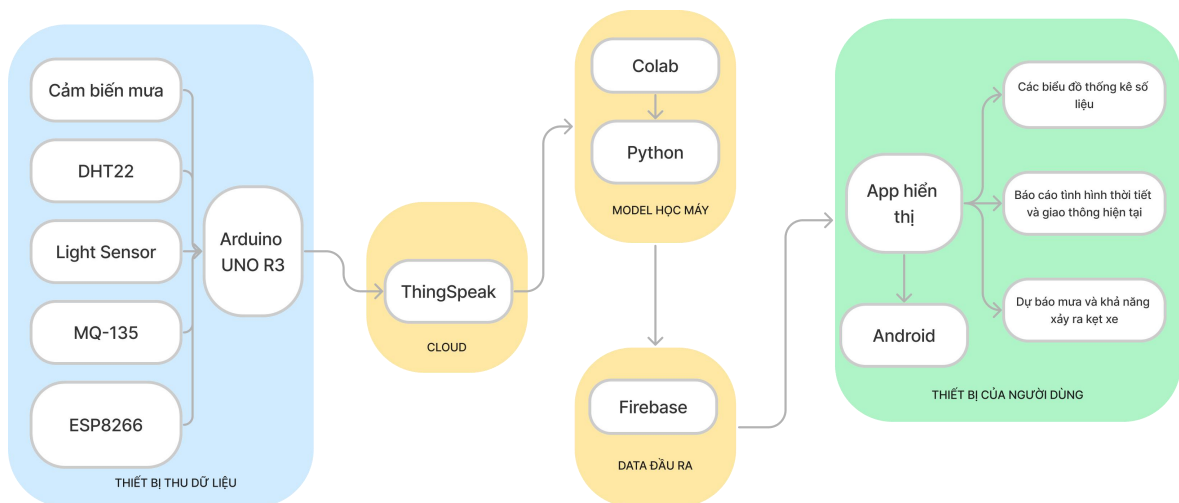 Cảm biến mưa
DHT22
Light Sensor
MQ-135
ESP8266
Arduino
UNO R3
THIẾT BỊ THU DỮ LIỆU
ThingSpeak
CLOUD
Colab
Python
MODEL HỌC MÁY
Firebase
DATA ĐẦU RA
App hiển
thị
Android
Các biểu đồ thống kê số
liệu
Báo cáo tình hình thời tiết
và giao thông hiện tại
Dự báo mưa và khả năng
xảy ra kẹt xe
THIẾT BỊ CỦA NGƯỜI DÙNG